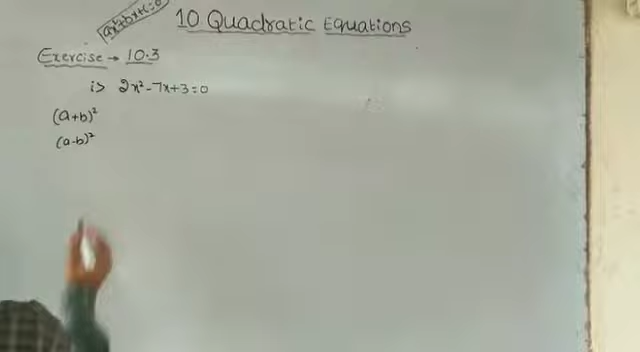 ax²+bx+c=0
10 Quadratic Equations
Exercise → 10.3
i> 2x²-7x+3=0
(a+b)²
(a-b)²